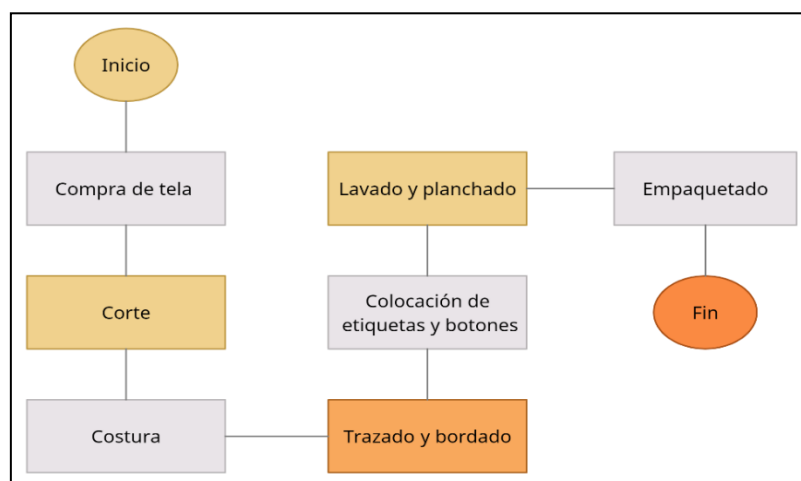 Inicio
Compra de tela
Corte
Costura
Trazado y bordado
Colocación de
etiquetas y botones
Lavado y planchado
Empaquetado
Fin